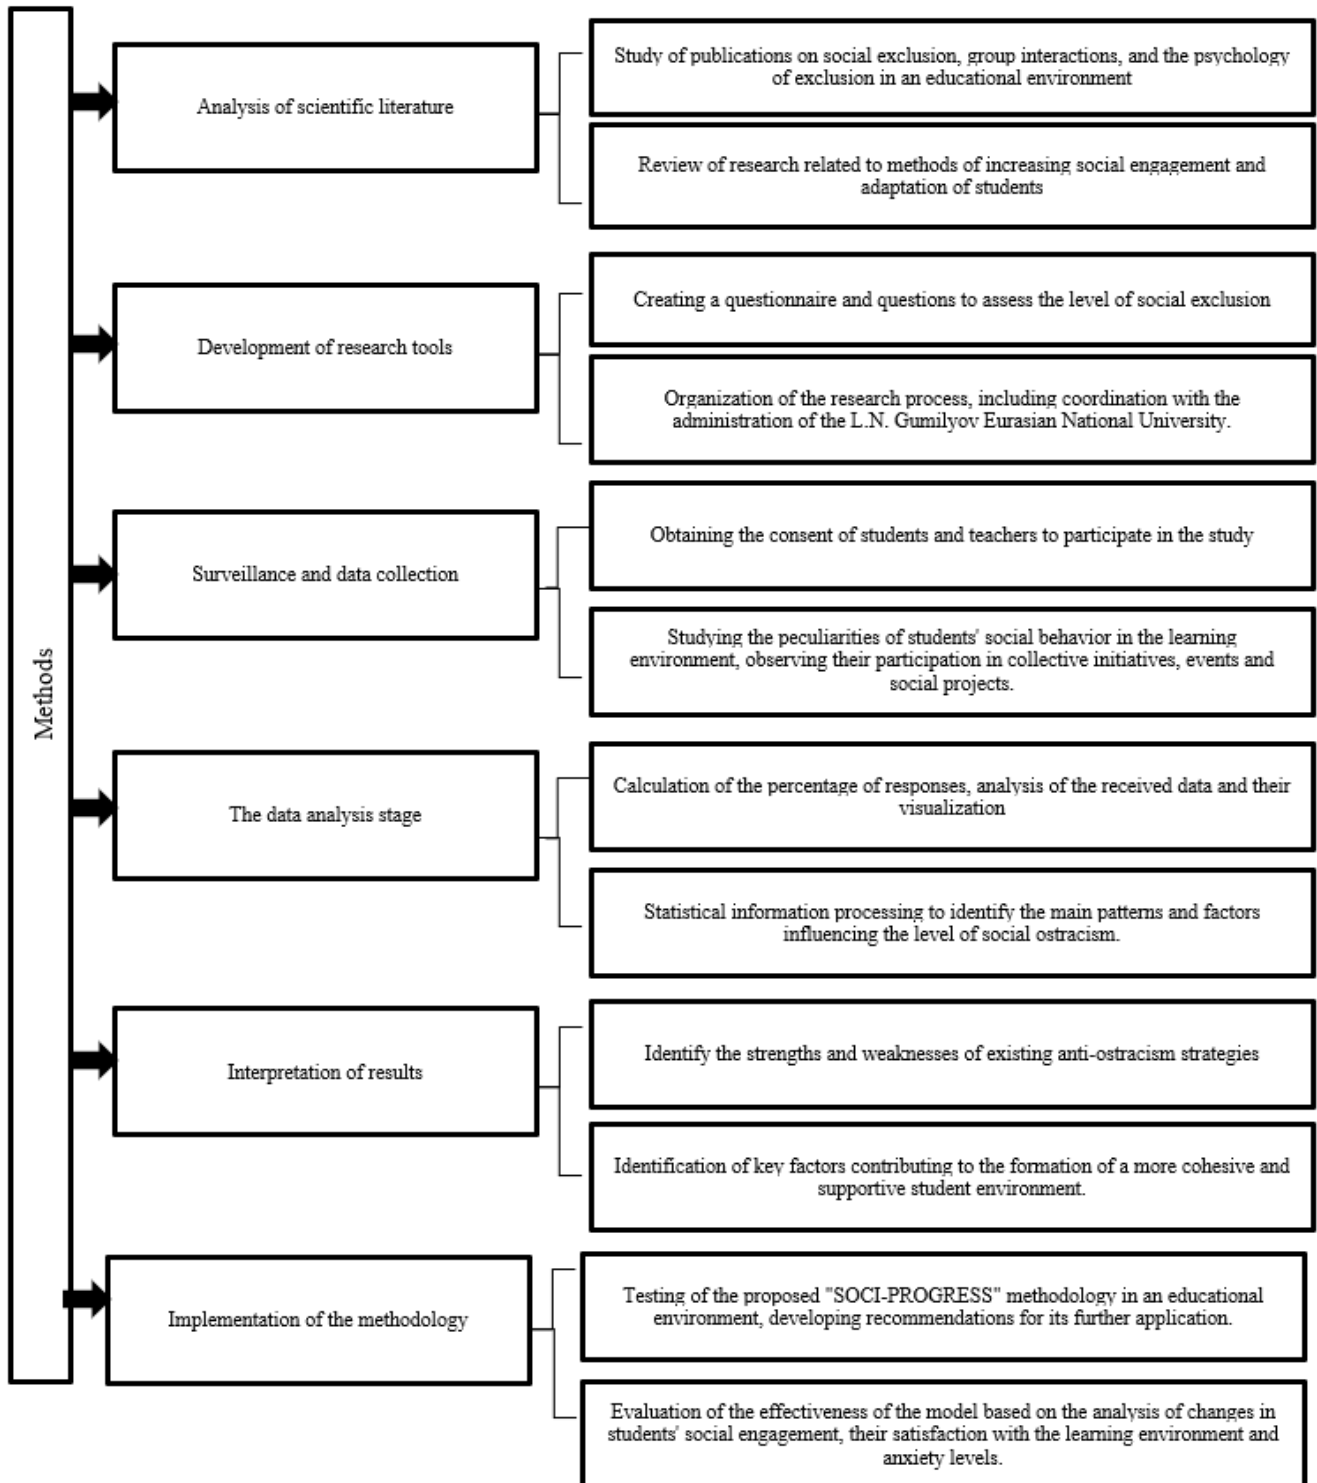 Methods
Analysis of scientific literature
Study of publications on social exclusion, group interactions, and the psychology
of exclusion in an educational environment
Review of research related to methods of increasing social engagement and
adaptation of students
Development of research tools
Creating a questionnaire and questions to assess the level of social exclusion
Organization of the research process, including coordination with the
administration of the L.N. Gumilyov Eurasian National University.
Surveillance and data collection
Obtaining the consent of students and teachers to participate in the study
Studying the peculiarities of students' social behavior in the learning
environment, observing their participation in collective initiatives, events and
social projects.
The data analysis stage
Calculation of the percentage of responses, analysis of the received data and their
visualization
Statistical information processing to identify the main patterns and factors
influencing the level of social ostracism.
Interpretation of results
Identify the strengths and weaknesses of existing anti-ostracism strategies
Identification of key factors contributing to the formation of a more cohesive and
supportive student environment.
Implementation of the methodology
Testing of the proposed "SOCI-PROGRESS" methodology in an educational
environment, developing recommendations for its further application.
Evaluation of the effectiveness of the model based on the analysis of changes in
students' social engagement, their satisfaction with the learning environment and
anxiety levels.